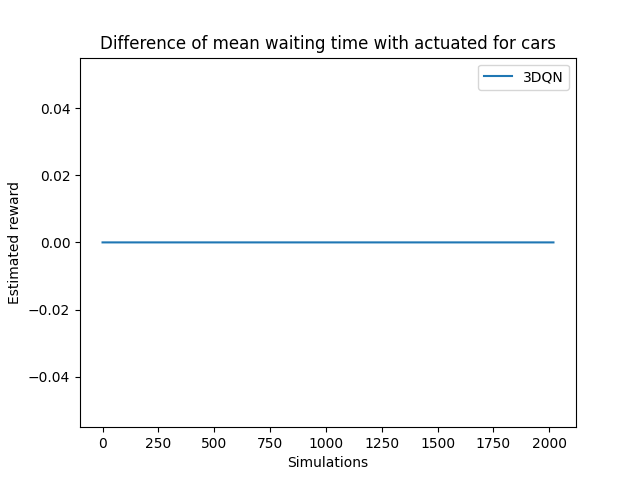 Difference of mean waiting time with actuated for cars
3DQN
0.04
0.02
0.00
−0.02
−0.04
Estimated reward
0 250 500 750 1000 1250 1500 1750 2000
Simulations